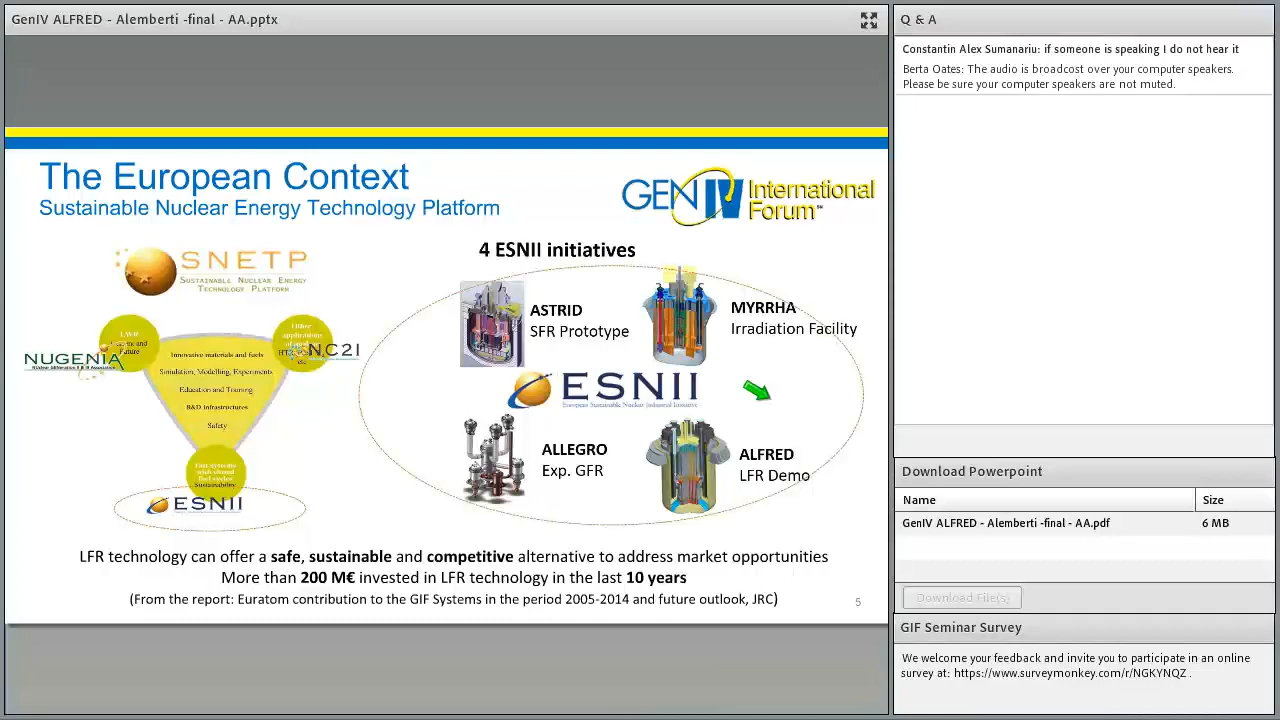 GenIV ALFRED - Alemberti -final - AA.pptx
The European Context
Sustainable Nuclear Energy Technology Platform
GEN IV International
Forum
SNETP
SUSTAINABLE NUCLEAR ENERGY
TECHNOLOGY PLATFORM
Other
applications
NUGENIA
NC2I
Innovative materials and fuels
Simulation, Modelling, Experiments
Education and Training
R&D infrastructures
Safety
Sustainability
ESNII
4 ESNII initiatives
ASTRID
SFR Prototype
MYRRHA
Irradiation Facility
ESNII
European Sustainable Nuclear Industrial Initiative
ALLEGRO
Exp. GFR
ALFRED
LFR Demo
LFR technology can offer a safe, sustainable and competitive alternative to address market opportunities
More than 200 M€ invested in LFR technology in the last 10 years
(From the report: Euratom contribution to the GIF Systems in the period 2005-2014 and future outlook, JRC)
5
Q & A
Constantin Alex Sumanariu: if someone is speaking I do not hear it
Berta Oates: The audio is broadcast over your computer speakers.
Please be sure your computer speakers are not muted.
Download Powerpoint
Name Size
GenIV ALFRED - Alemberti -final - AA.pdf 6 MB
Download File(s)
GIF Seminar Survey
We welcome your feedback and invite you to participate in an online
survey at: https://www.surveymonkey.com/r/NGKYNQZ .